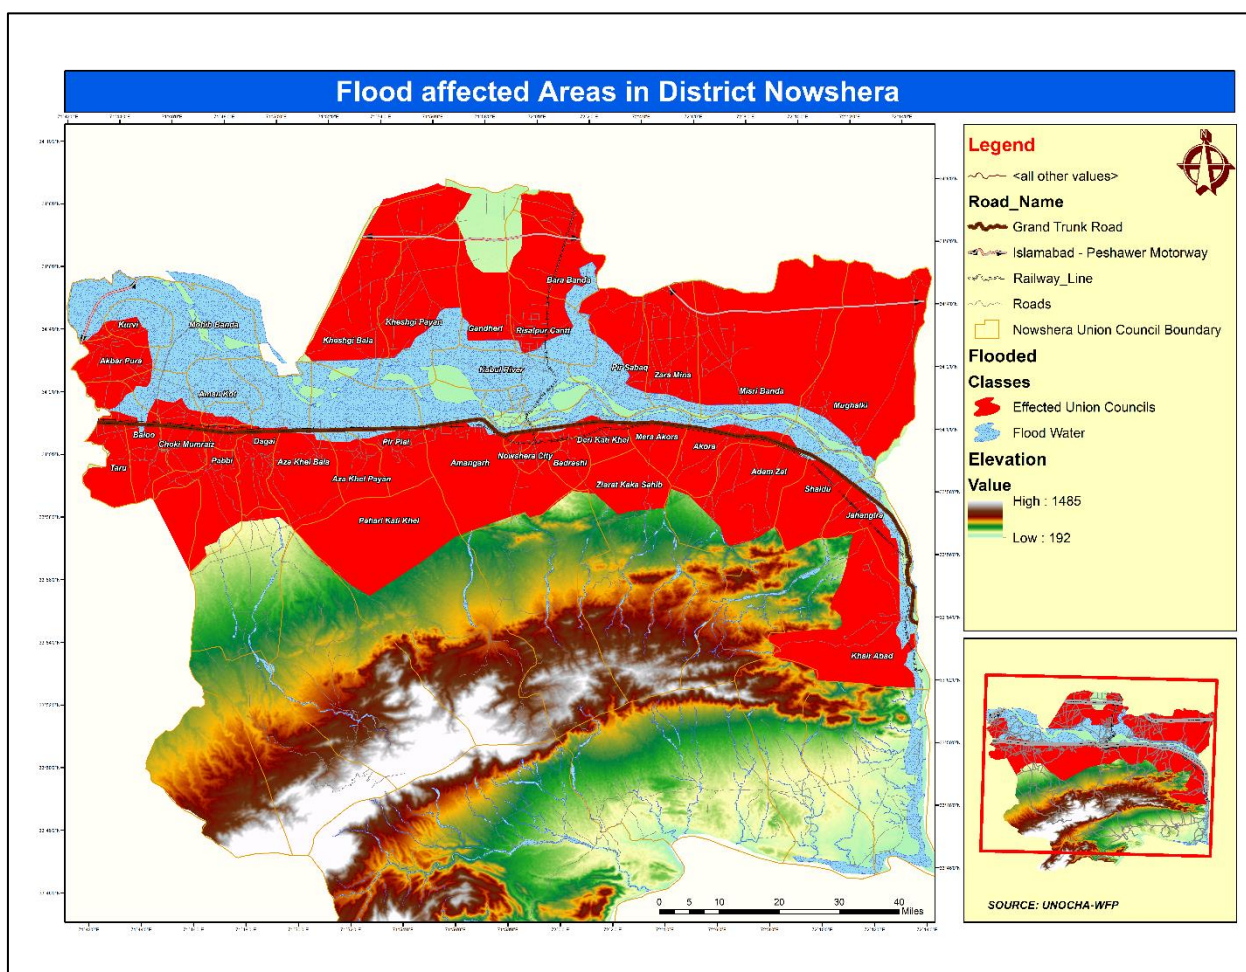 Flood affected Areas in District Nowshera
Legend
N
<all other values>
Road_Name
Grand Trunk Road
Islamabad - Peshawer Motorway
Railway_Line
Roads
Nowshera Union Council Boundary
Flooded
Classes
Effected Union Councils
Flood Water
Elevation
Value
High : 1485
Low : 192
Bara Banda
Kurvi
Mohib Banda
Kheshgi Payan
Gandheri
Risalpur Cantt
Kheshgi Bala
Akbar Pura
Kabul River
Pir Sabaq
Zara Mina
Aman Kot
Misri Banda
Mughalki
Baloo
Choki Mumraiz
Dagai
Pir Piai
Deri Kati Khel
Mera Akora
Akora
Taru
Pabbi
Aza Khel Bala
Amangarh
Nowshera City
Badrashi
Aza Khel Payan
Ziarat Kaka Sahib
Adam Zai
Shaidu
Pahari Kati Khel
Jahangira
Khair Abad
0 5 10 20 30 40
Miles
SOURCE: UNOCHA-WFP